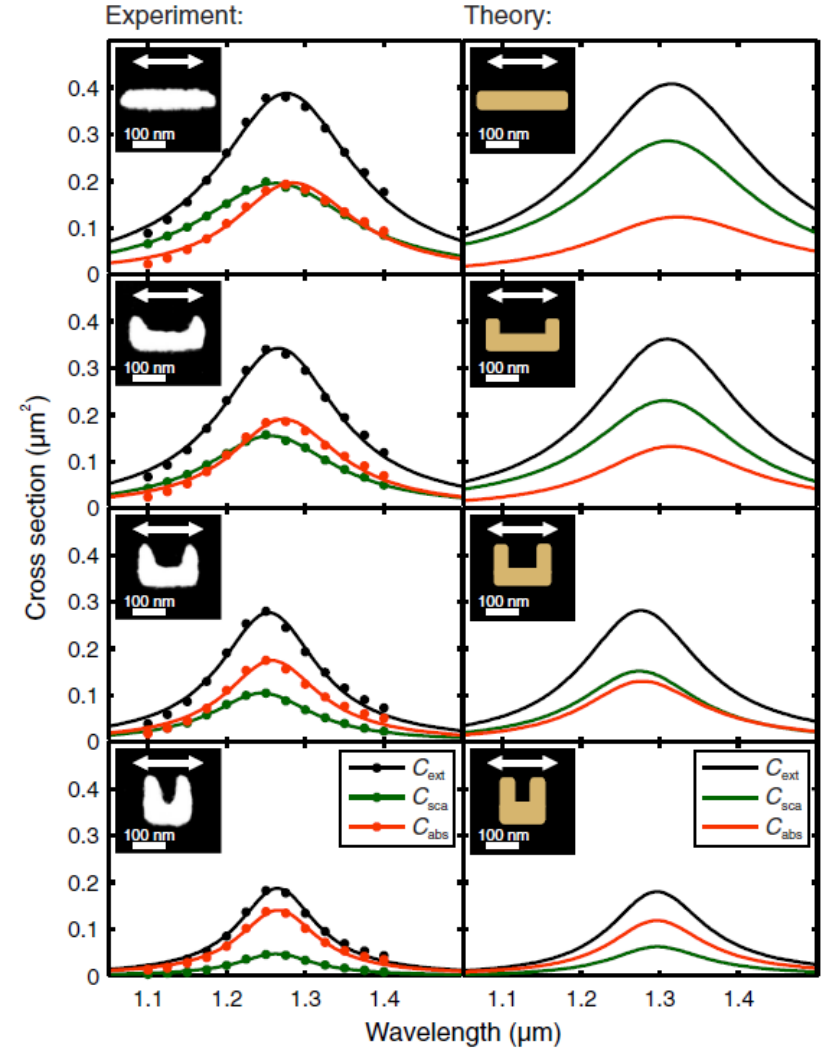 Experiment:
Theory:
Cross section (μm²)
0.4
0.3
0.2
0.1
0
100 nm
100 nm
0.4
0.3
0.2
0.1
0
100 nm
100 nm
0.4
0.3
0.2
0.1
0
100 nm
100 nm
0.4
0.3
0.2
0.1
0
100 nm
C_ext
C_sca
C_abs
100 nm
C_ext
C_sca
C_abs
1.1 1.2 1.3 1.4
1.1 1.2 1.3 1.4
Wavelength (μm)